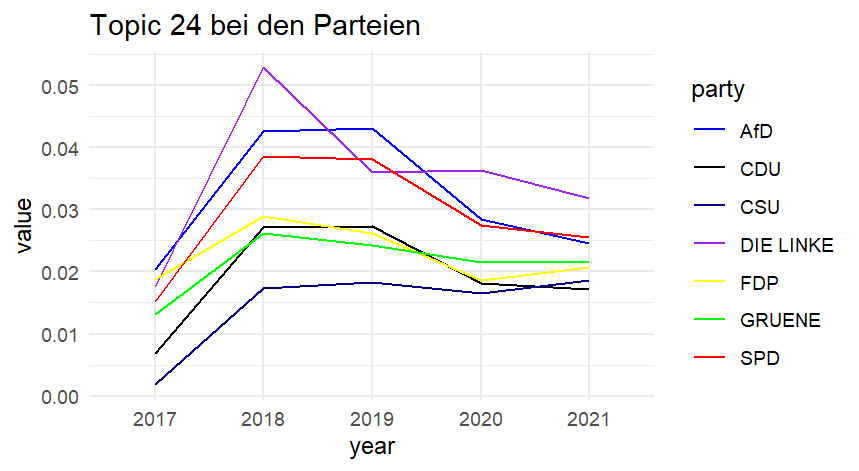 Topic 24 bei den Parteien
0.05
0.04
0.03
0.02
0.01
0.00
value
2017 2018 2019 2020 2021
year
party
AfD
CDU
CSU
DIE LINKE
FDP
GRUENE
SPD